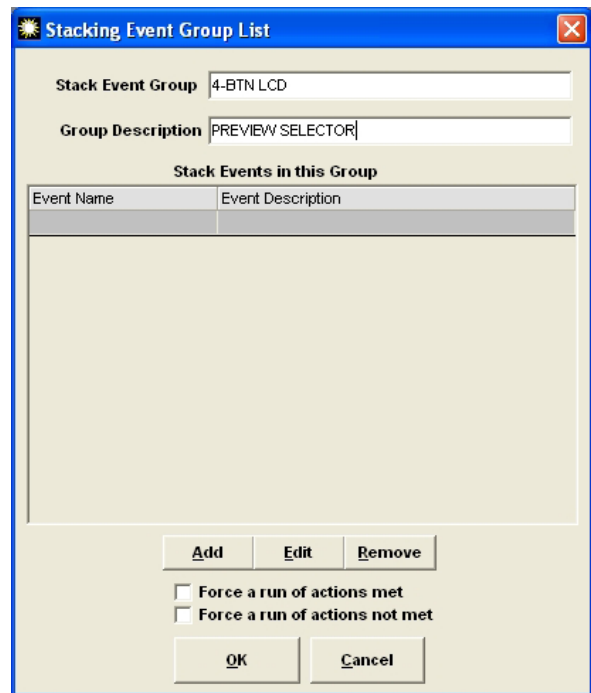 Stacking Event Group List
Stack Event Group 4-BTN LCD
Group Description PREVIEW SELECTOR
Stack Events in this Group
Event Name Event Description
Add Edit Remove
Force a run of actions met
Force a run of actions not met
OK Cancel